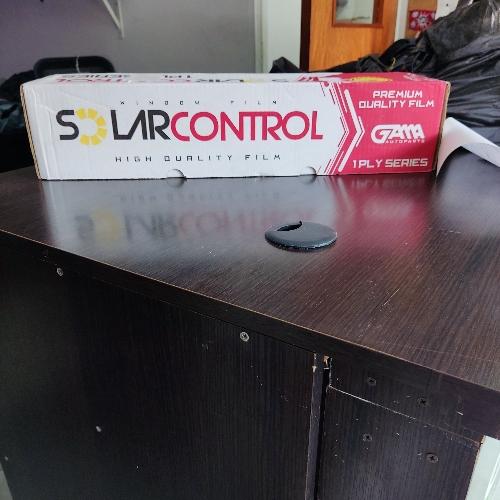 WINDOW FILM
SOLARCONTROL
HIGH QUALITY FILM
PREMIUM
QUALITY FILM
GAMA
AUTOPARTS
1 PLY SERIES